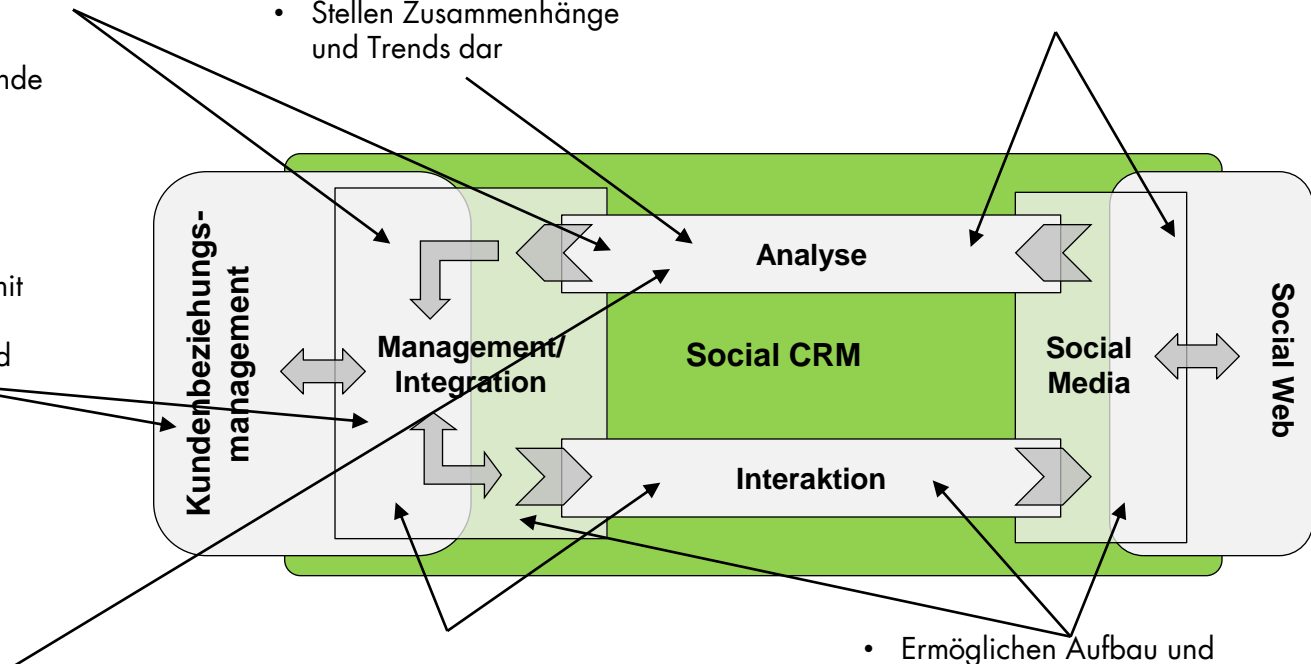 • Stellen Zusammenhänge
und Trends dar
Kundenbeziehungs-
management
Management/
Integration
Analyse
Social CRM
Interaktion
Social
Media
Social Web
• Ermöglichen Aufbau und